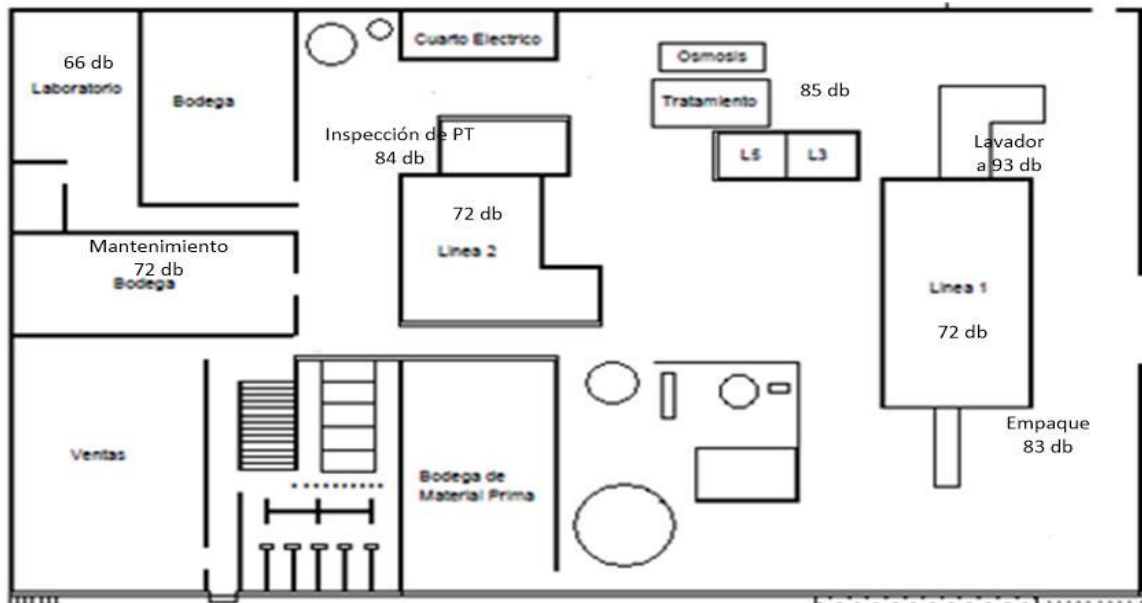 Cuarto Electrico
66 db
Laboratorio
Bodega
Osmosis
Tratamiento
85 db
Inspección de PT
84 db
L5
L3
Lavador
a 93 db
72 db
Linea 2
Mantenimiento
72 db
Bodega
Linea 1
72 db
Empaque
83 db
Ventas
Bodega de
Material Prima